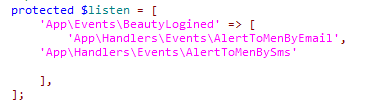 protected $listen = [
'App\Events\BeautyLogined' => [
'App\Handlers\Events\AlertToMenByEmail',
'App\Handlers\Events\AlertToMenBySms'
],
];